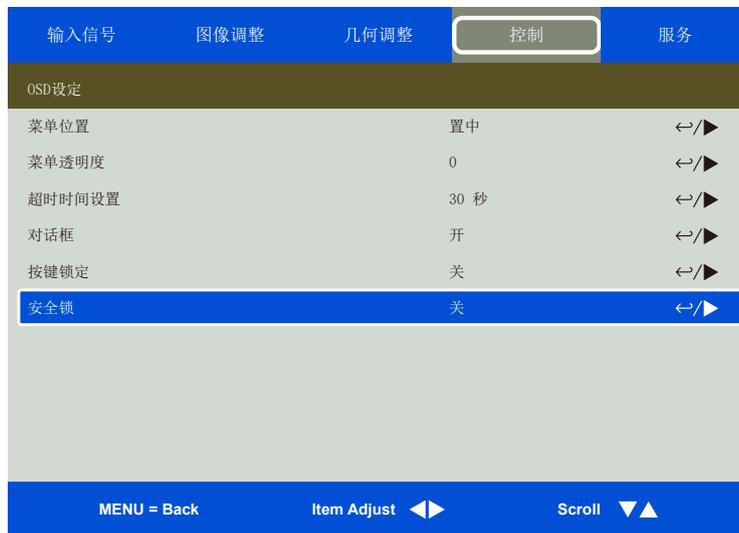 输入信号 图像调整 几何调整 控制 服务
OSD设定
菜单位置 置中 ↩/▶
菜单透明度 0 ↩/▶
超时时间设置 30 秒 ↩/▶
对话框 开 ↩/▶
按键锁定 关 ↩/▶
安全锁 关 ↩/▶
MENU = Back Item Adjust ◀▶ Scroll ▼▲